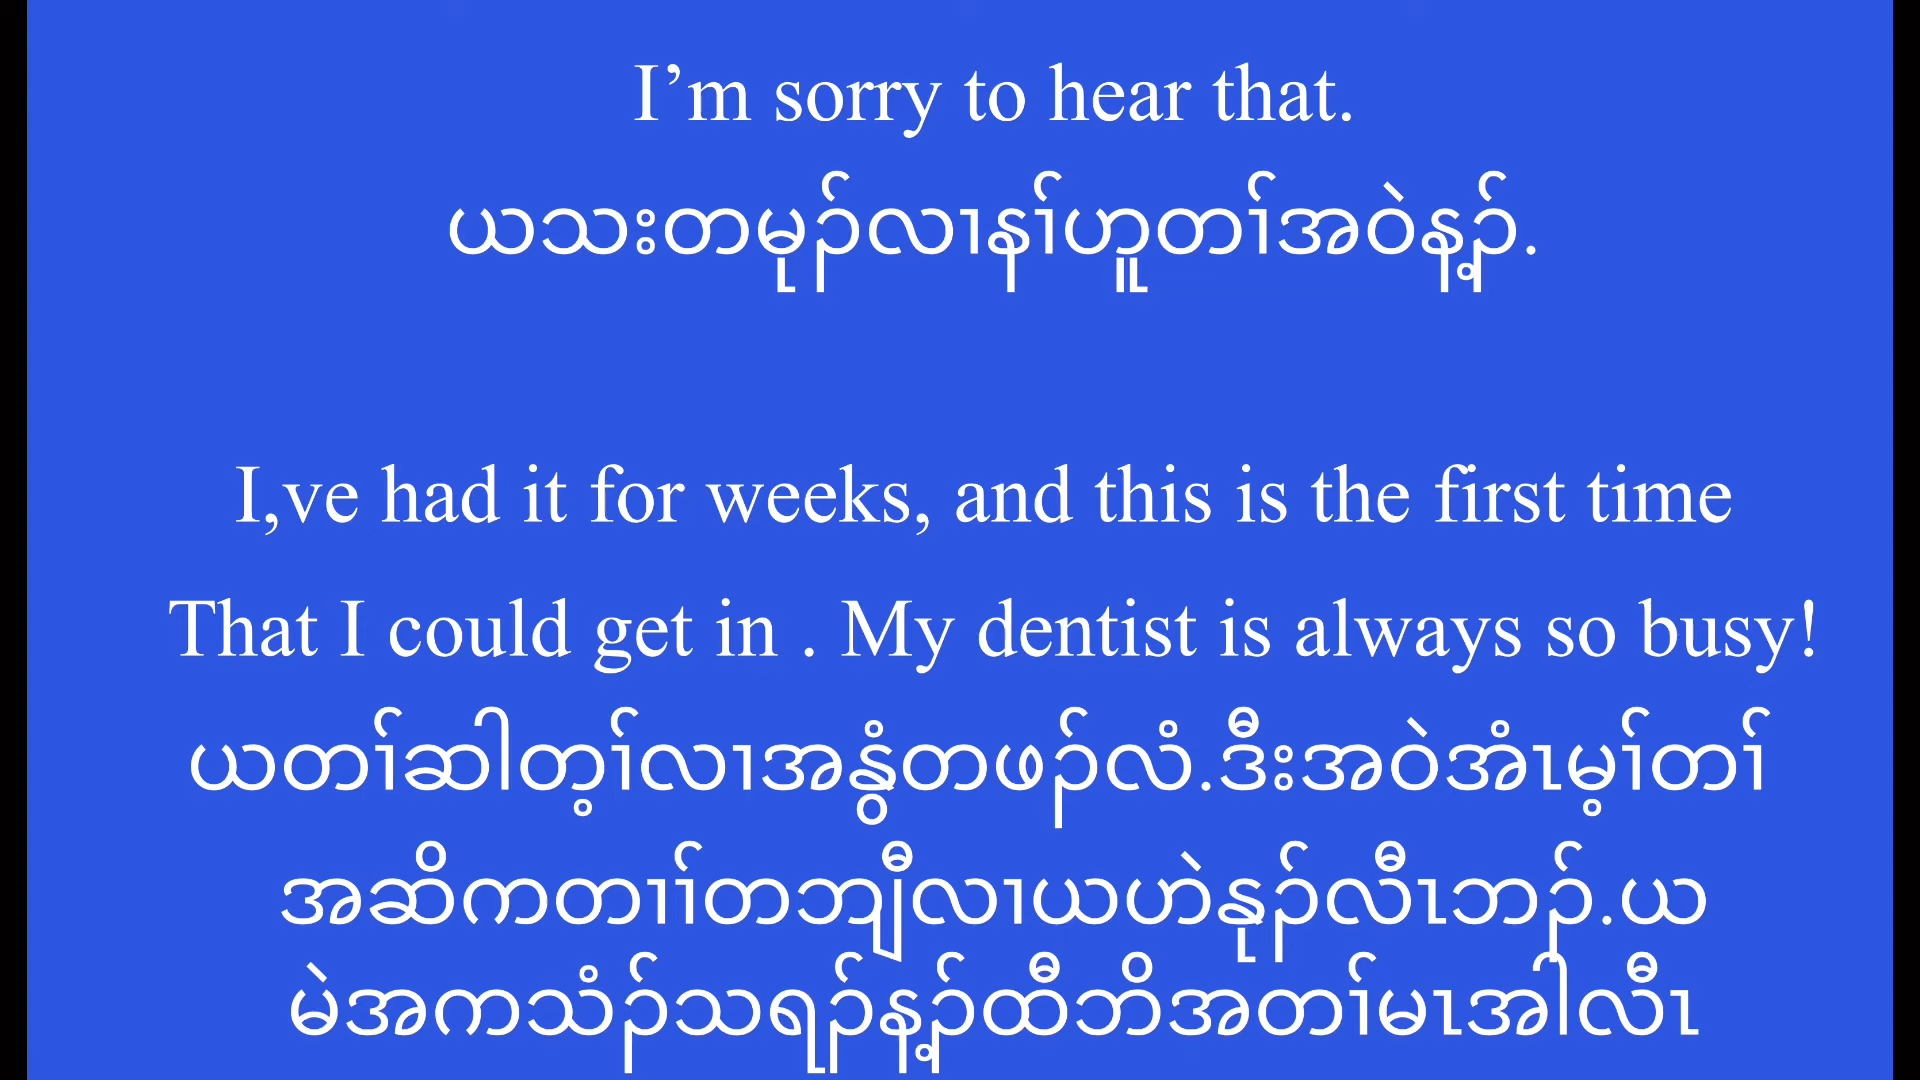 I’m sorry to hear that.
ယသးတမုၣ်လၢနၢ်ဟူတၢ်အဝဲန့ၣ်.
I,ve had it for weeks, and this is the first time
That I could get in . My dentist is always so busy!
ယတၢ်ဆါတ့ၢ်လၢအနွံတဖၣ်လံ.ဒီးအဝဲအံၤမ့ၢ်တၢ်
အဆိကတၢၢ်တဘျီလၢယဟဲနုၣ်လီၤဘၣ်.ယ
မဲအကသံၣ်သရၣ်န့ၣ်ထီဘိအတၢ်မၤအါလီၤ